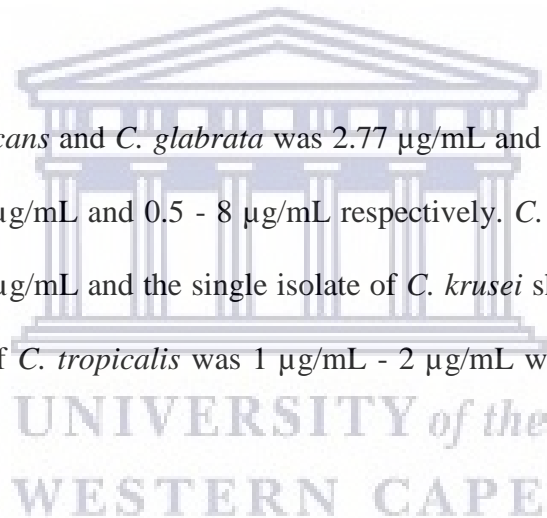 cans and C. glabrata was 2.77 µg/mL and
µg/mL and 0.5 - 8 µg/mL respectively. C.
µg/mL and the single isolate of C. krusei
f C. tropicalis was 1 µg/mL - 2 µg/mL
UNIVERSITY of the
WESTERN CAPE